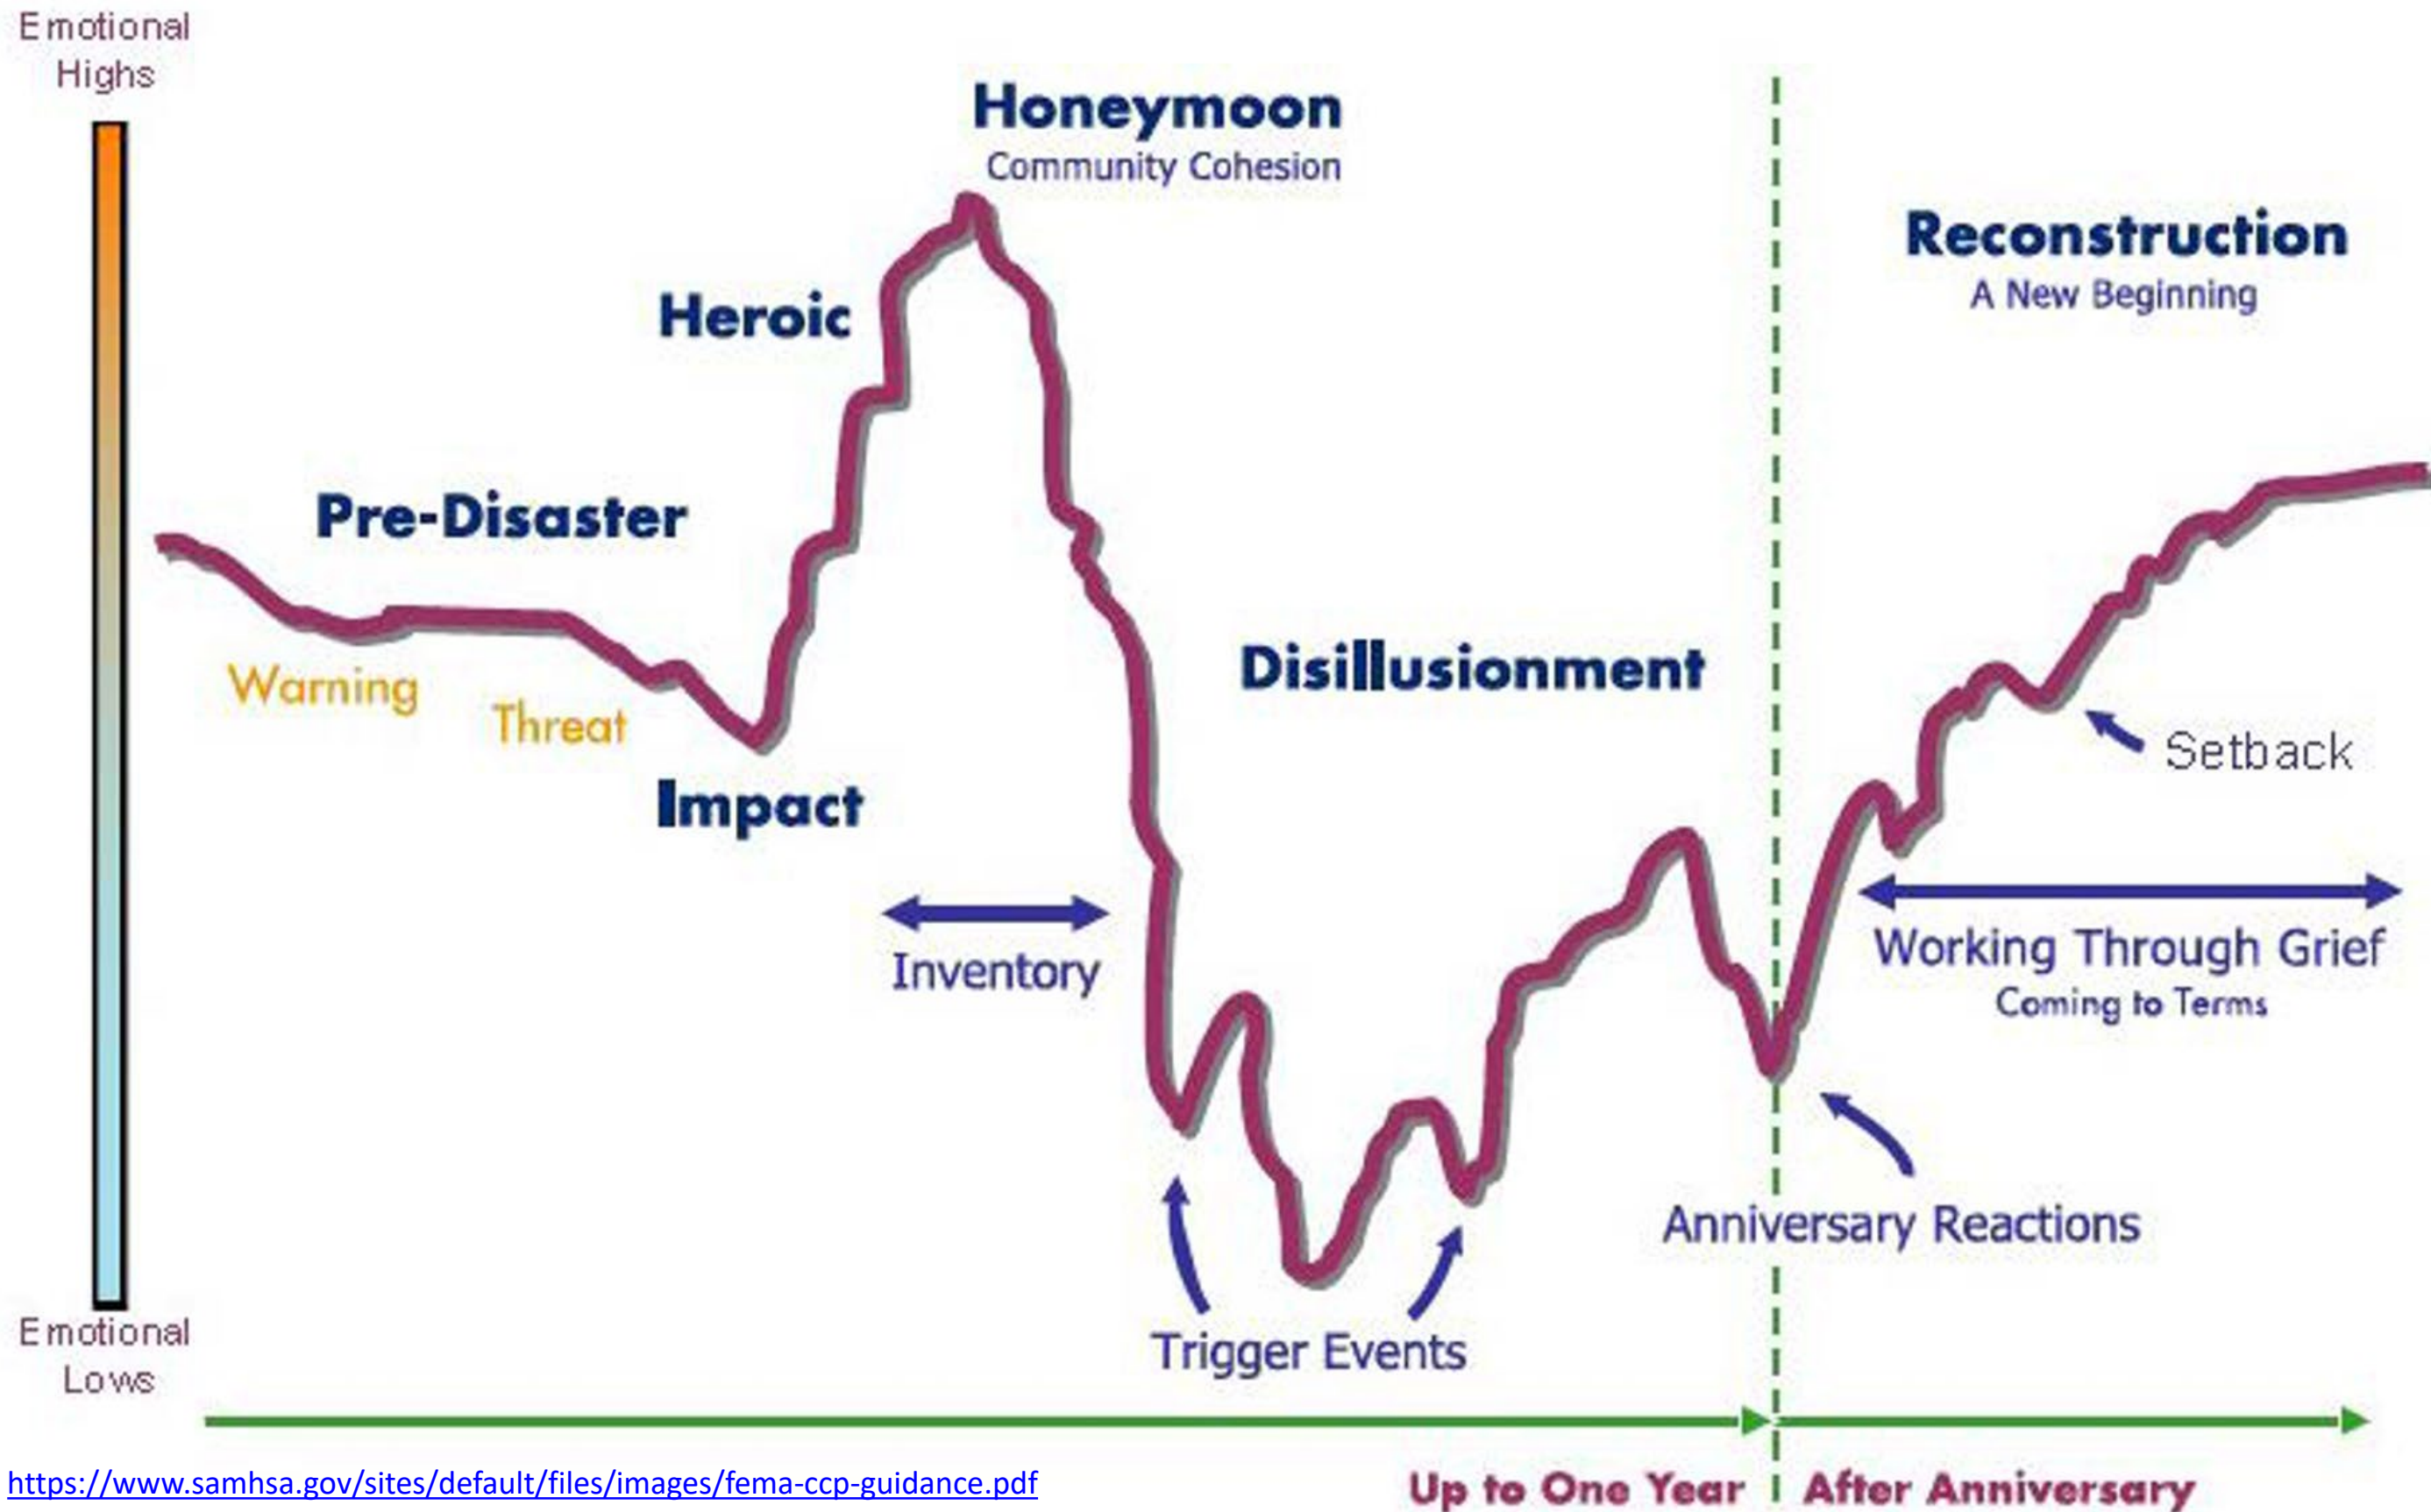 Emotional
Highs
Honeymoon
Community Cohesion
Reconstruction
A New Beginning
Heroic
Pre-Disaster
Warning
Threat
Impact
Disillusionment
Setback
Inventory
Working Through Grief
Coming to Terms
Anniversary Reactions
Trigger Events
Emotional
Lows
https://www.samhsa.gov/sites/default/files/images/fema-ccp-guidance.pdf
Up to One Year
After Anniversary